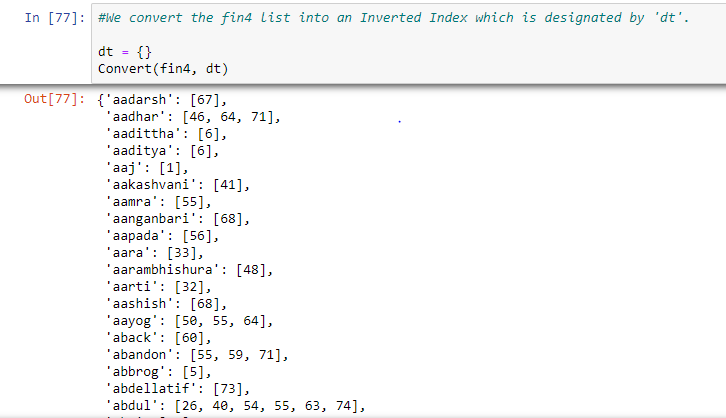 In [77]: #We convert the fin4 list into an Inverted Index which is designated by 'dt'.
dt = {}
Convert(fin4, dt)
Out[77]: {'aadarsh': [67],
'aadhar': [46, 64, 71],
'aadittha': [6],
'aaditya': [6],
'aaj': [1],
'aakashvani': [41],
'aamra': [55],
'aanganbari': [68],
'aapada': [56],
'aara': [33],
'aarambhishura': [48],
'aarti': [32],
'aashish': [68],
'aayog': [50, 55, 64],
'aback': [60],
'abandon': [55, 59, 71],
'abbrog': [5],
'abdellatif': [73],
'abdul': [26, 40, 54, 55, 63, 74],